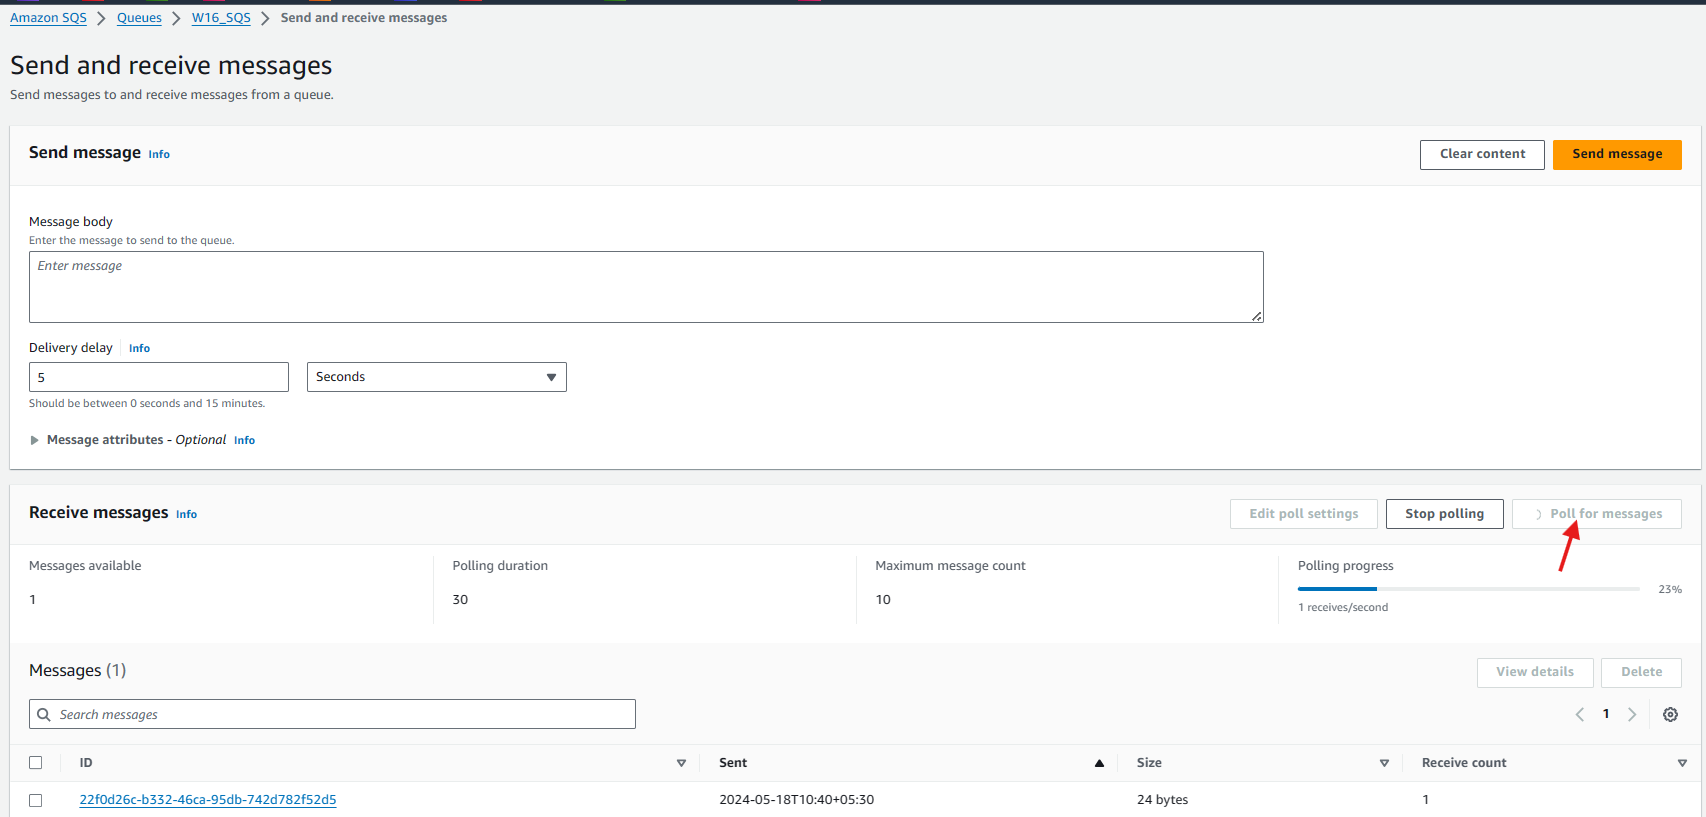 Amazon SQS > Queues > W16_SQS > Send and receive messages
Send and receive messages
Send messages to and receive messages from a queue.
Send message Info
Clear content
Send message
Message body
Enter the message to send to the queue.
Enter message
Delivery delay Info
5
Seconds
Should be between 0 seconds and 15 minutes.
Message attributes - Optional Info
Receive messages Info
Edit poll settings
Stop polling
Poll for messages
Messages available
1
Polling duration
30
Maximum message count
10
Polling progress
23%
1 receives/second
Messages (1)
View details
Delete
Search messages
1
ID Sent Size Receive count
22f0d26c-b332-46ca-95db-742d782f52d5 2024-05-18T10:40+05:30 24 bytes 1